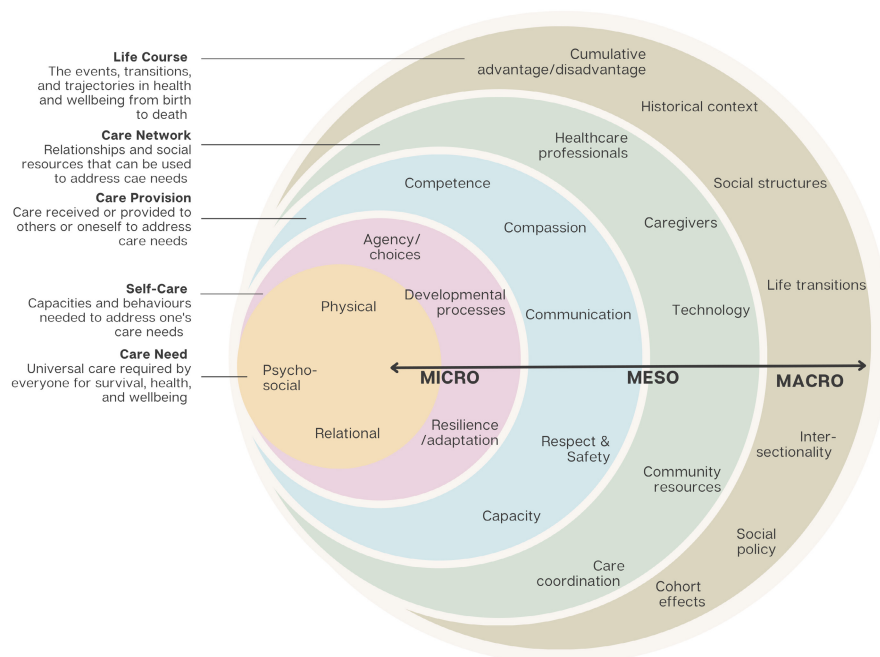 Life Course
The events, transitions,
and trajectories in health
and wellbeing from birth
to death
Care Network
Relationships and social
resources that can be used
to address cae needs
Care Provision
Care received or provided to
others or oneself to address
care needs
Self-Care
Capacities and behaviours
needed to address one's
care needs
Care Need
Universal care required by
everyone for survival, health,
and wellbeing
Physical
Psycho-
social
Relational
Agency/
choices
Developmental
processes
Resilience
/adaptation
Competence
Compassion
Communication
Respect &
Safety
Capacity
Healthcare
professionals
Caregivers
Technology
Community
resources
Care
coordination
Cumulative
advantage/disadvantage
Historical context
Social structures
Life transitions
Inter-
sectionality
Social
policy
Cohort
effects
MICRO
MESO
MACRO